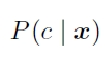 P(c | x)